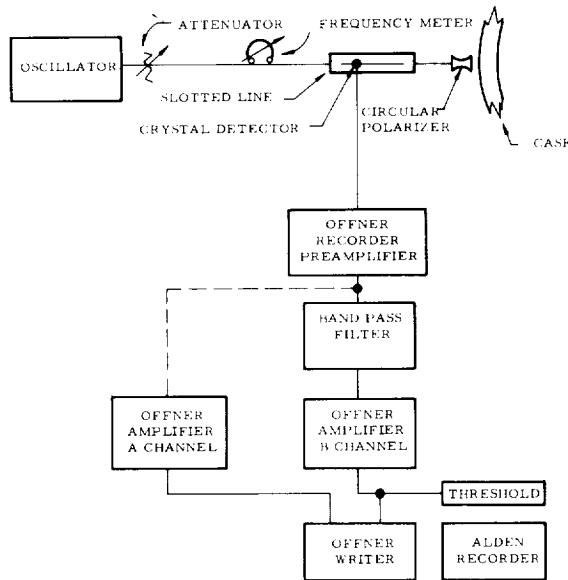 ATTENUATOR
FREQUENCY METER
OSCILLATOR
SLOTTED LINE
CRYSTAL DETECTOR
CIRCULAR
POLARIZER
CASE
OFFNER
RECORDER
PREAMPLIFIER
BAND PASS
FILTER
OFFNER
AMPLIFIER
A CHANNEL
OFFNER
AMPLIFIER
B CHANNEL
THRESHOLD
OFFNER
WRITER
ALDEN
RECORDER